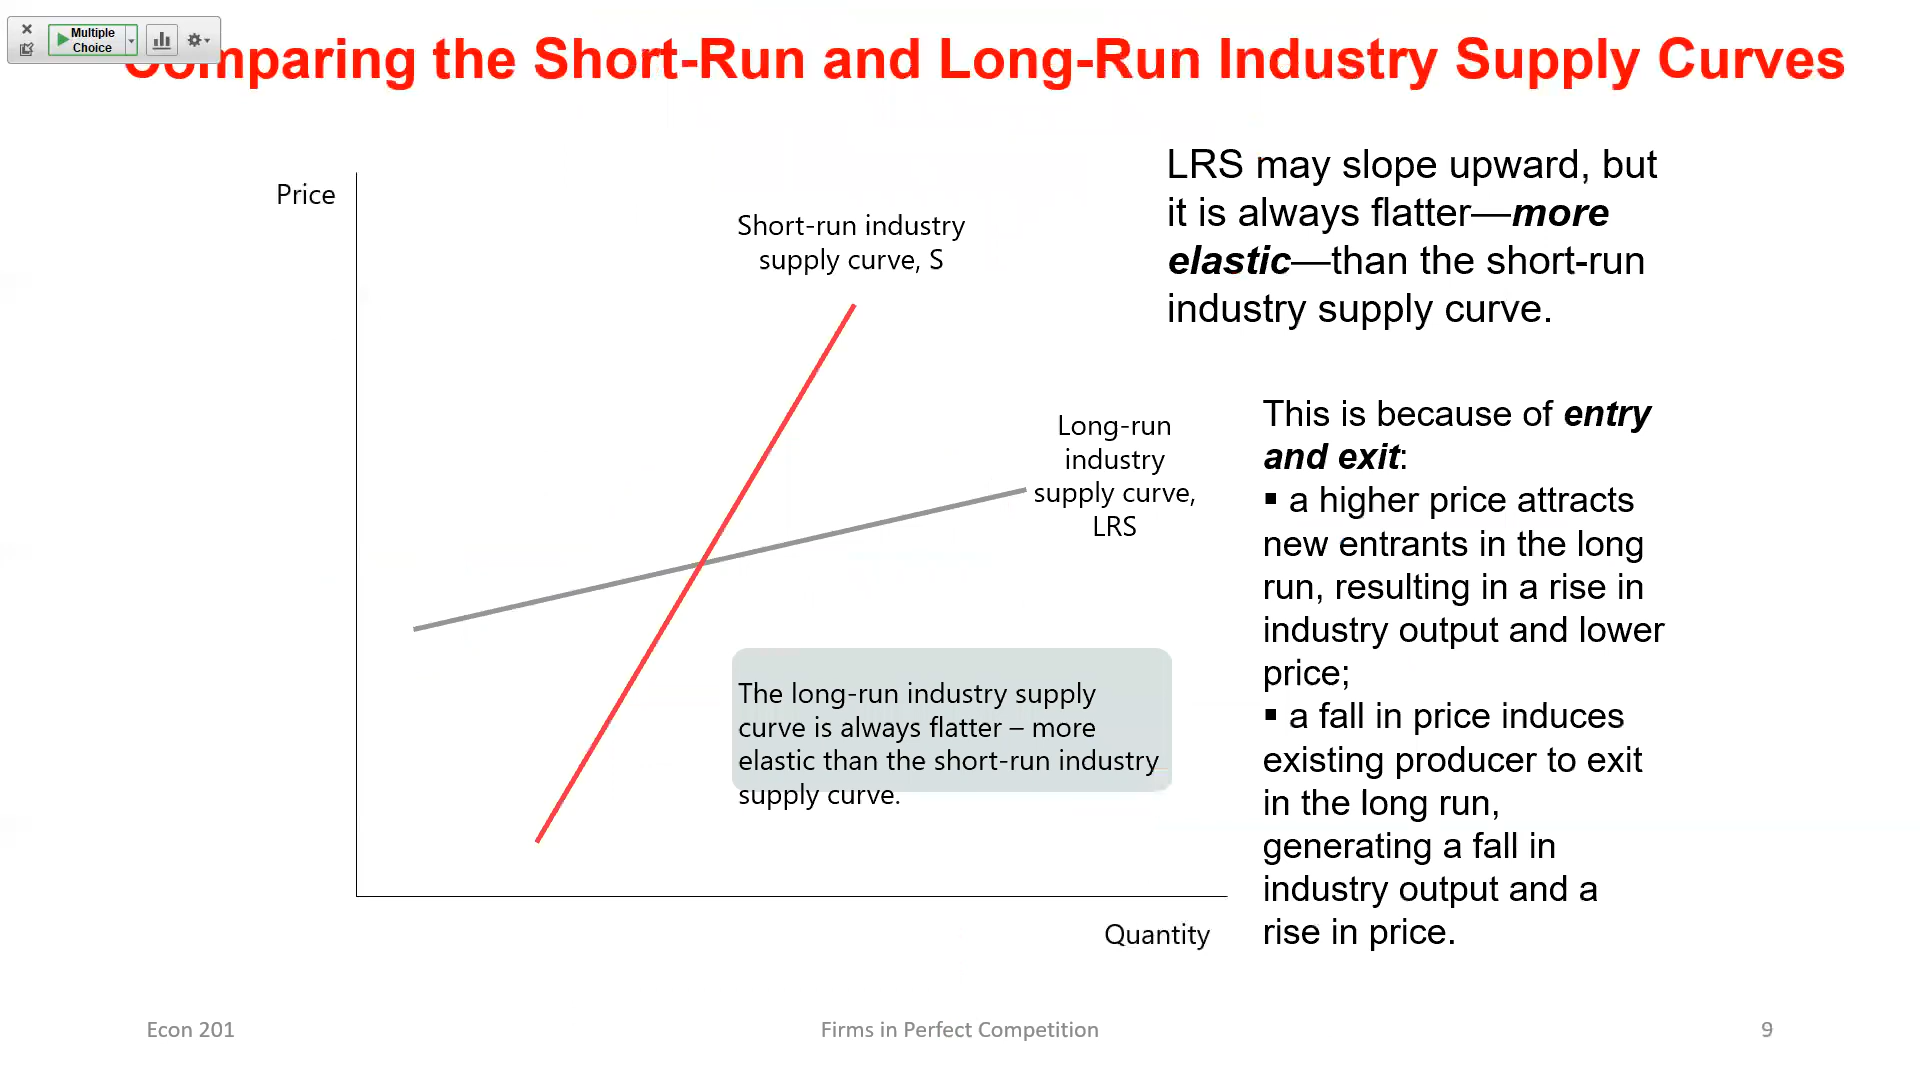 Multiple
Choice
Comparing the Short-Run and Long-Run Industry Supply Curves
Price
Short-run industry
supply curve, S
Long-run
industry
supply curve,
LRS
The long-run industry supply
curve is always flatter – more
elastic than the short-run industry
supply curve.
Quantity
LRS may slope upward, but
it is always flatter—more
elastic—than the short-run
industry supply curve.
This is because of entry
and exit:
▪ a higher price attracts
new entrants in the long
run, resulting in a rise in
industry output and lower
price;
▪ a fall in price induces
existing producer to exit
in the long run,
generating a fall in
industry output and a
rise in price.
Econ 201
Firms in Perfect Competition
9